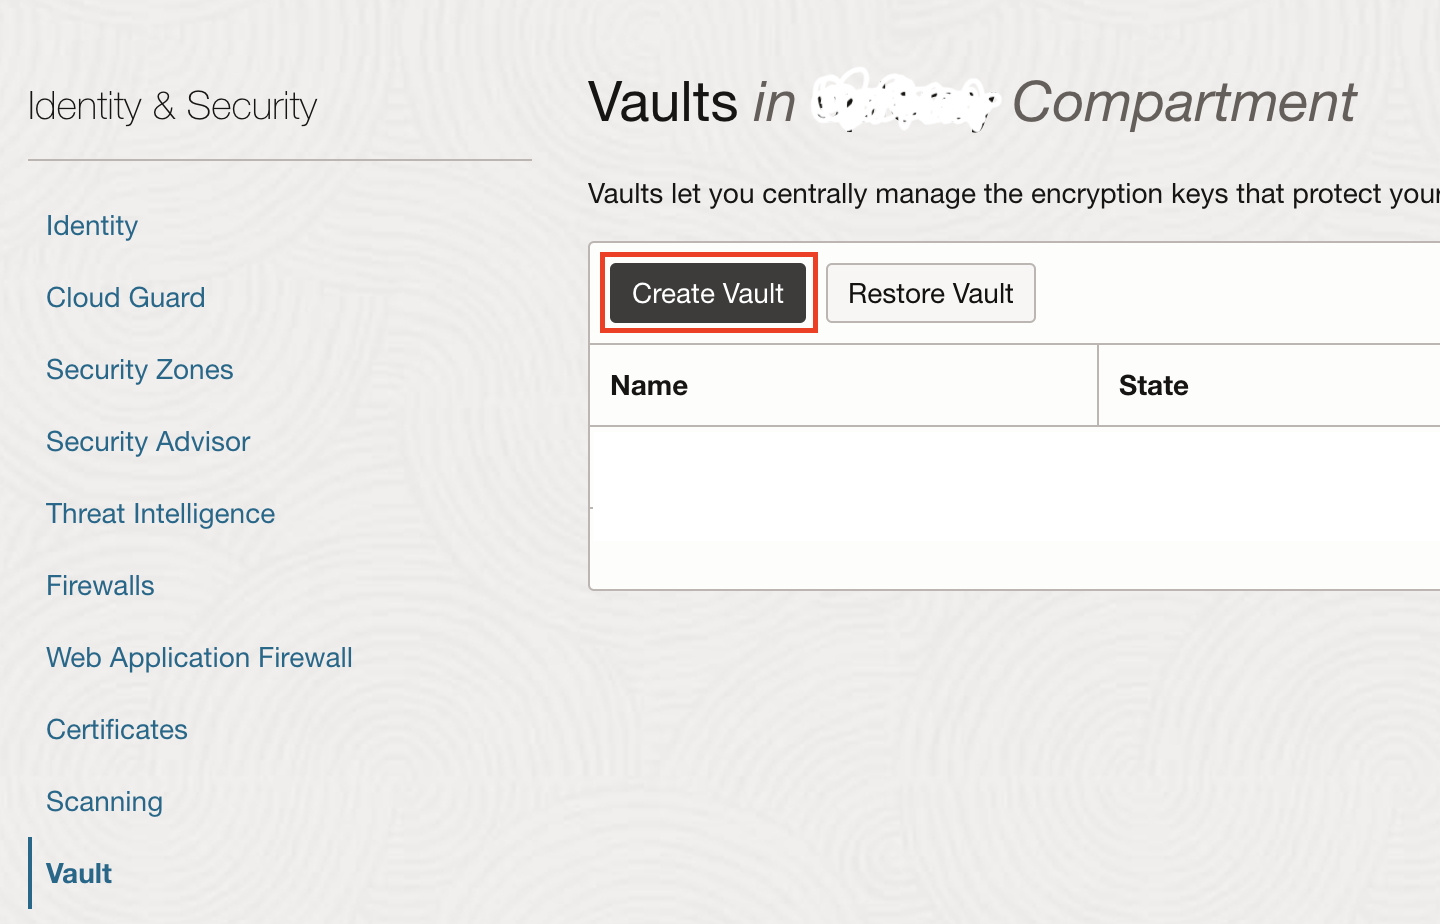 Identity & Security
Identity
Cloud Guard
Security Zones
Security Advisor
Threat Intelligence
Firewalls
Web Application Firewall
Certificates
Scanning
Vault
Vaults in Compartment
Vaults let you centrally manage the encryption keys that protect your
Create Vault
Restore Vault
Name
State